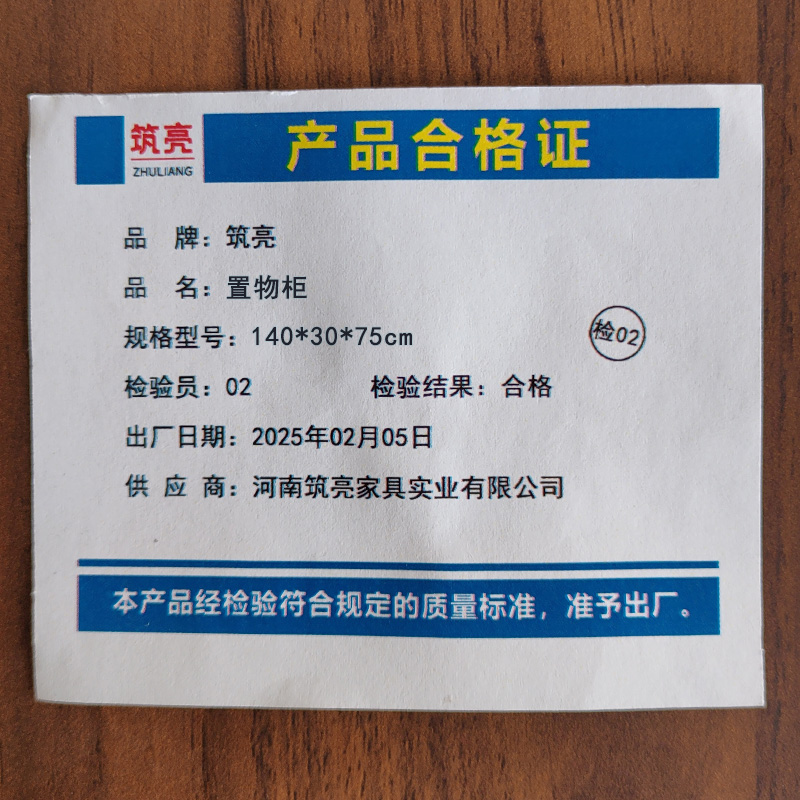 筑亮
ZHULIANG
产品合格证
品 牌：筑亮
品 名：置物柜
规格型号：140*30*75cm
检02
检验员：02 检验结果：合格
出厂日期：2025年02月05日
供 应 商：河南筑亮家具实业有限公司
本产品经检验符合规定的质量标准，准予出厂。